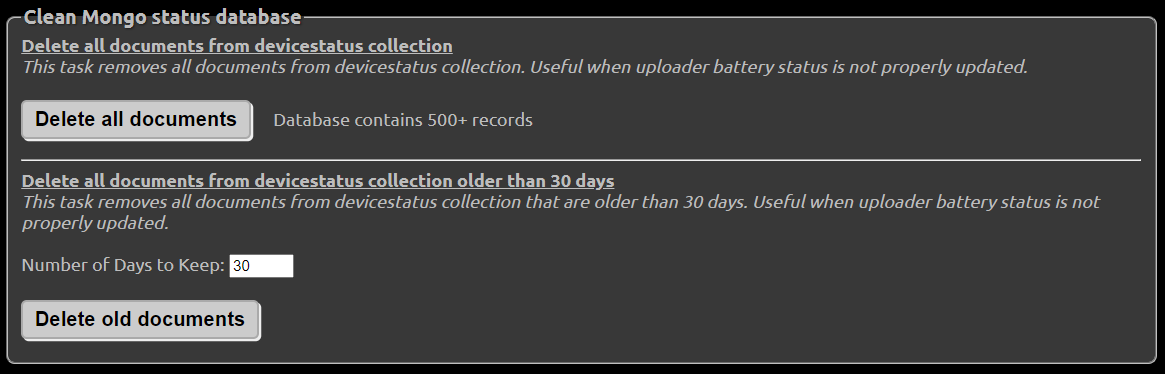 Clean Mongo status database
Delete all documents from devicestatus collection
This task removes all documents from devicestatus collection. Useful when uploader battery status is not properly updated.
Delete all documents Database contains 500+ records
Delete all documents from devicestatus collection older than 30 days
This task removes all documents from devicestatus collection that are older than 30 days. Useful when uploader battery status is not
properly updated.
Number of Days to Keep: 30
Delete old documents